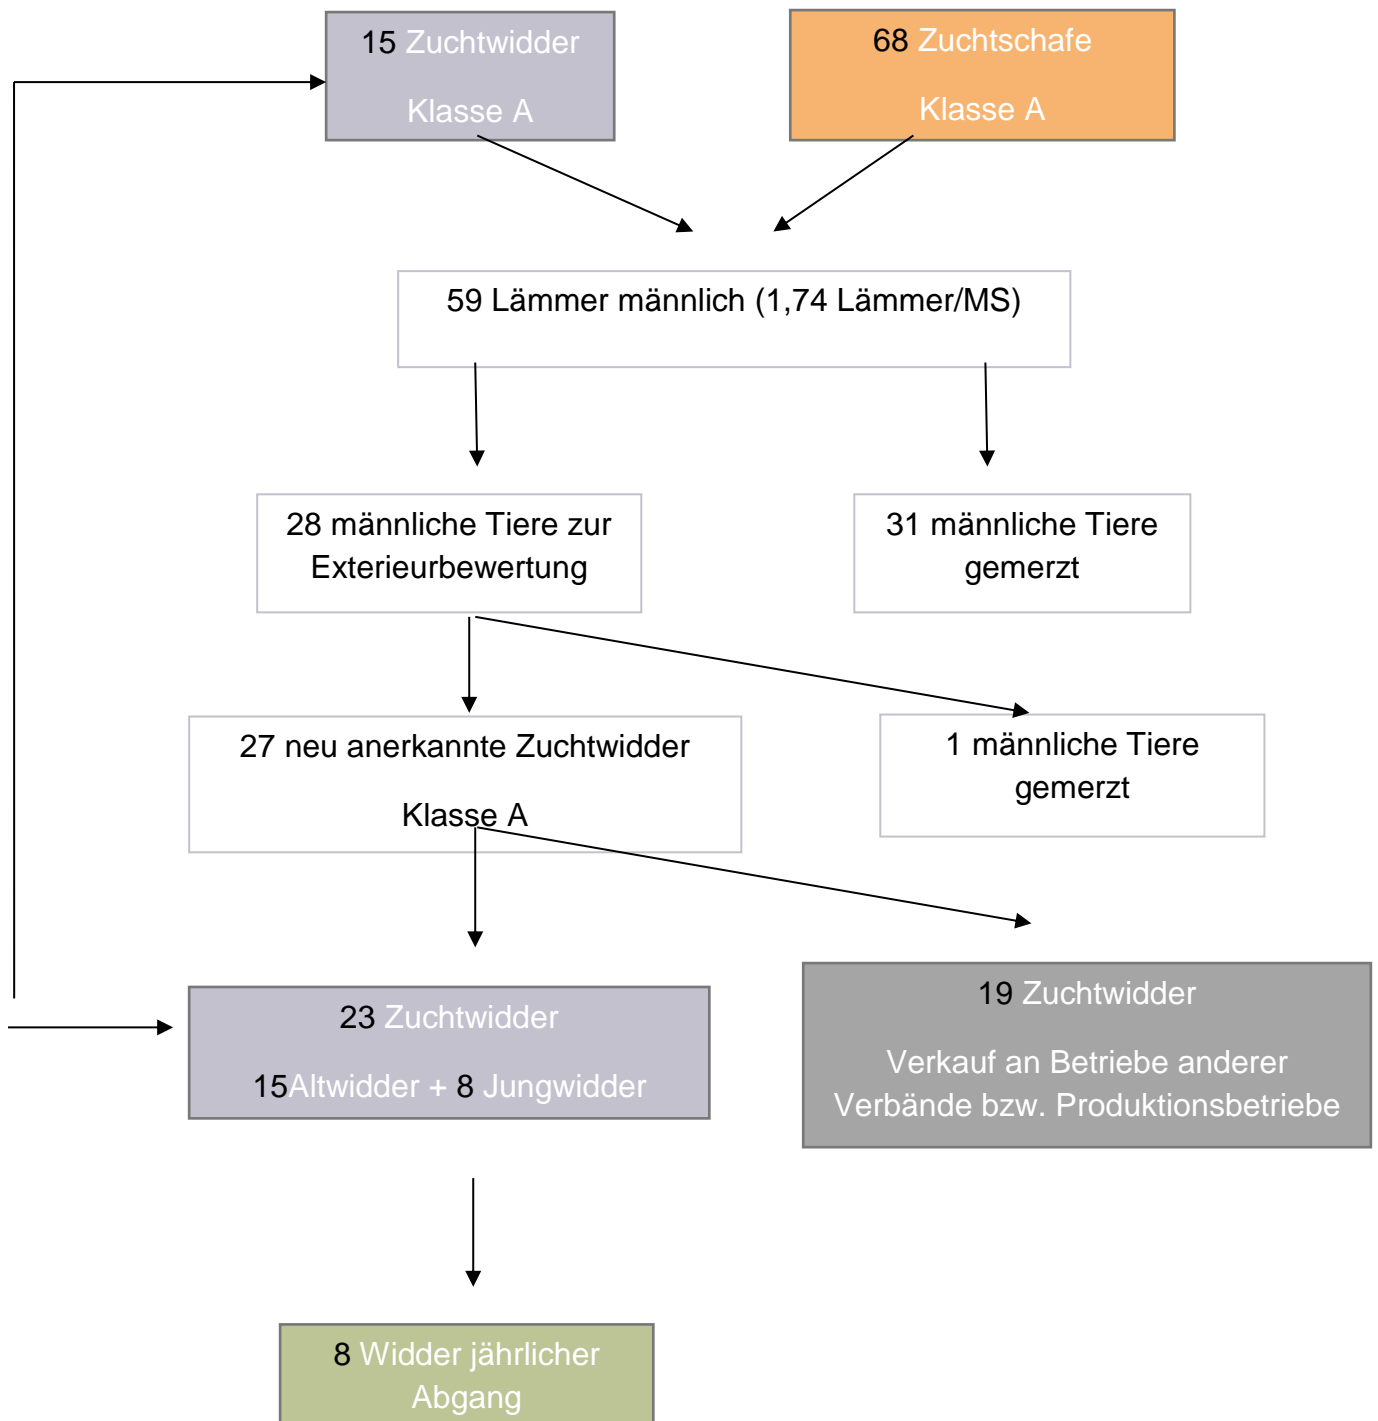 15 Zuchtwidder
Klasse A
68 Zuchtschafe
Klasse A
59 Lämmer männlich (1,74 Lämmer/MS)
28 männliche Tiere zur
Exterieurbewertung
31 männliche Tiere
gemerzt
27 neu anerkannte Zuchtwidder
Klasse A
1 männliche Tiere
gemerzt
23 Zuchtwidder
15Altwidder + 8 Jungwidder
19 Zuchtwidder
Verkauf an Betriebe anderer
Verbände bzw. Produktionsbetriebe
8 Widder jährlicher
Abgang